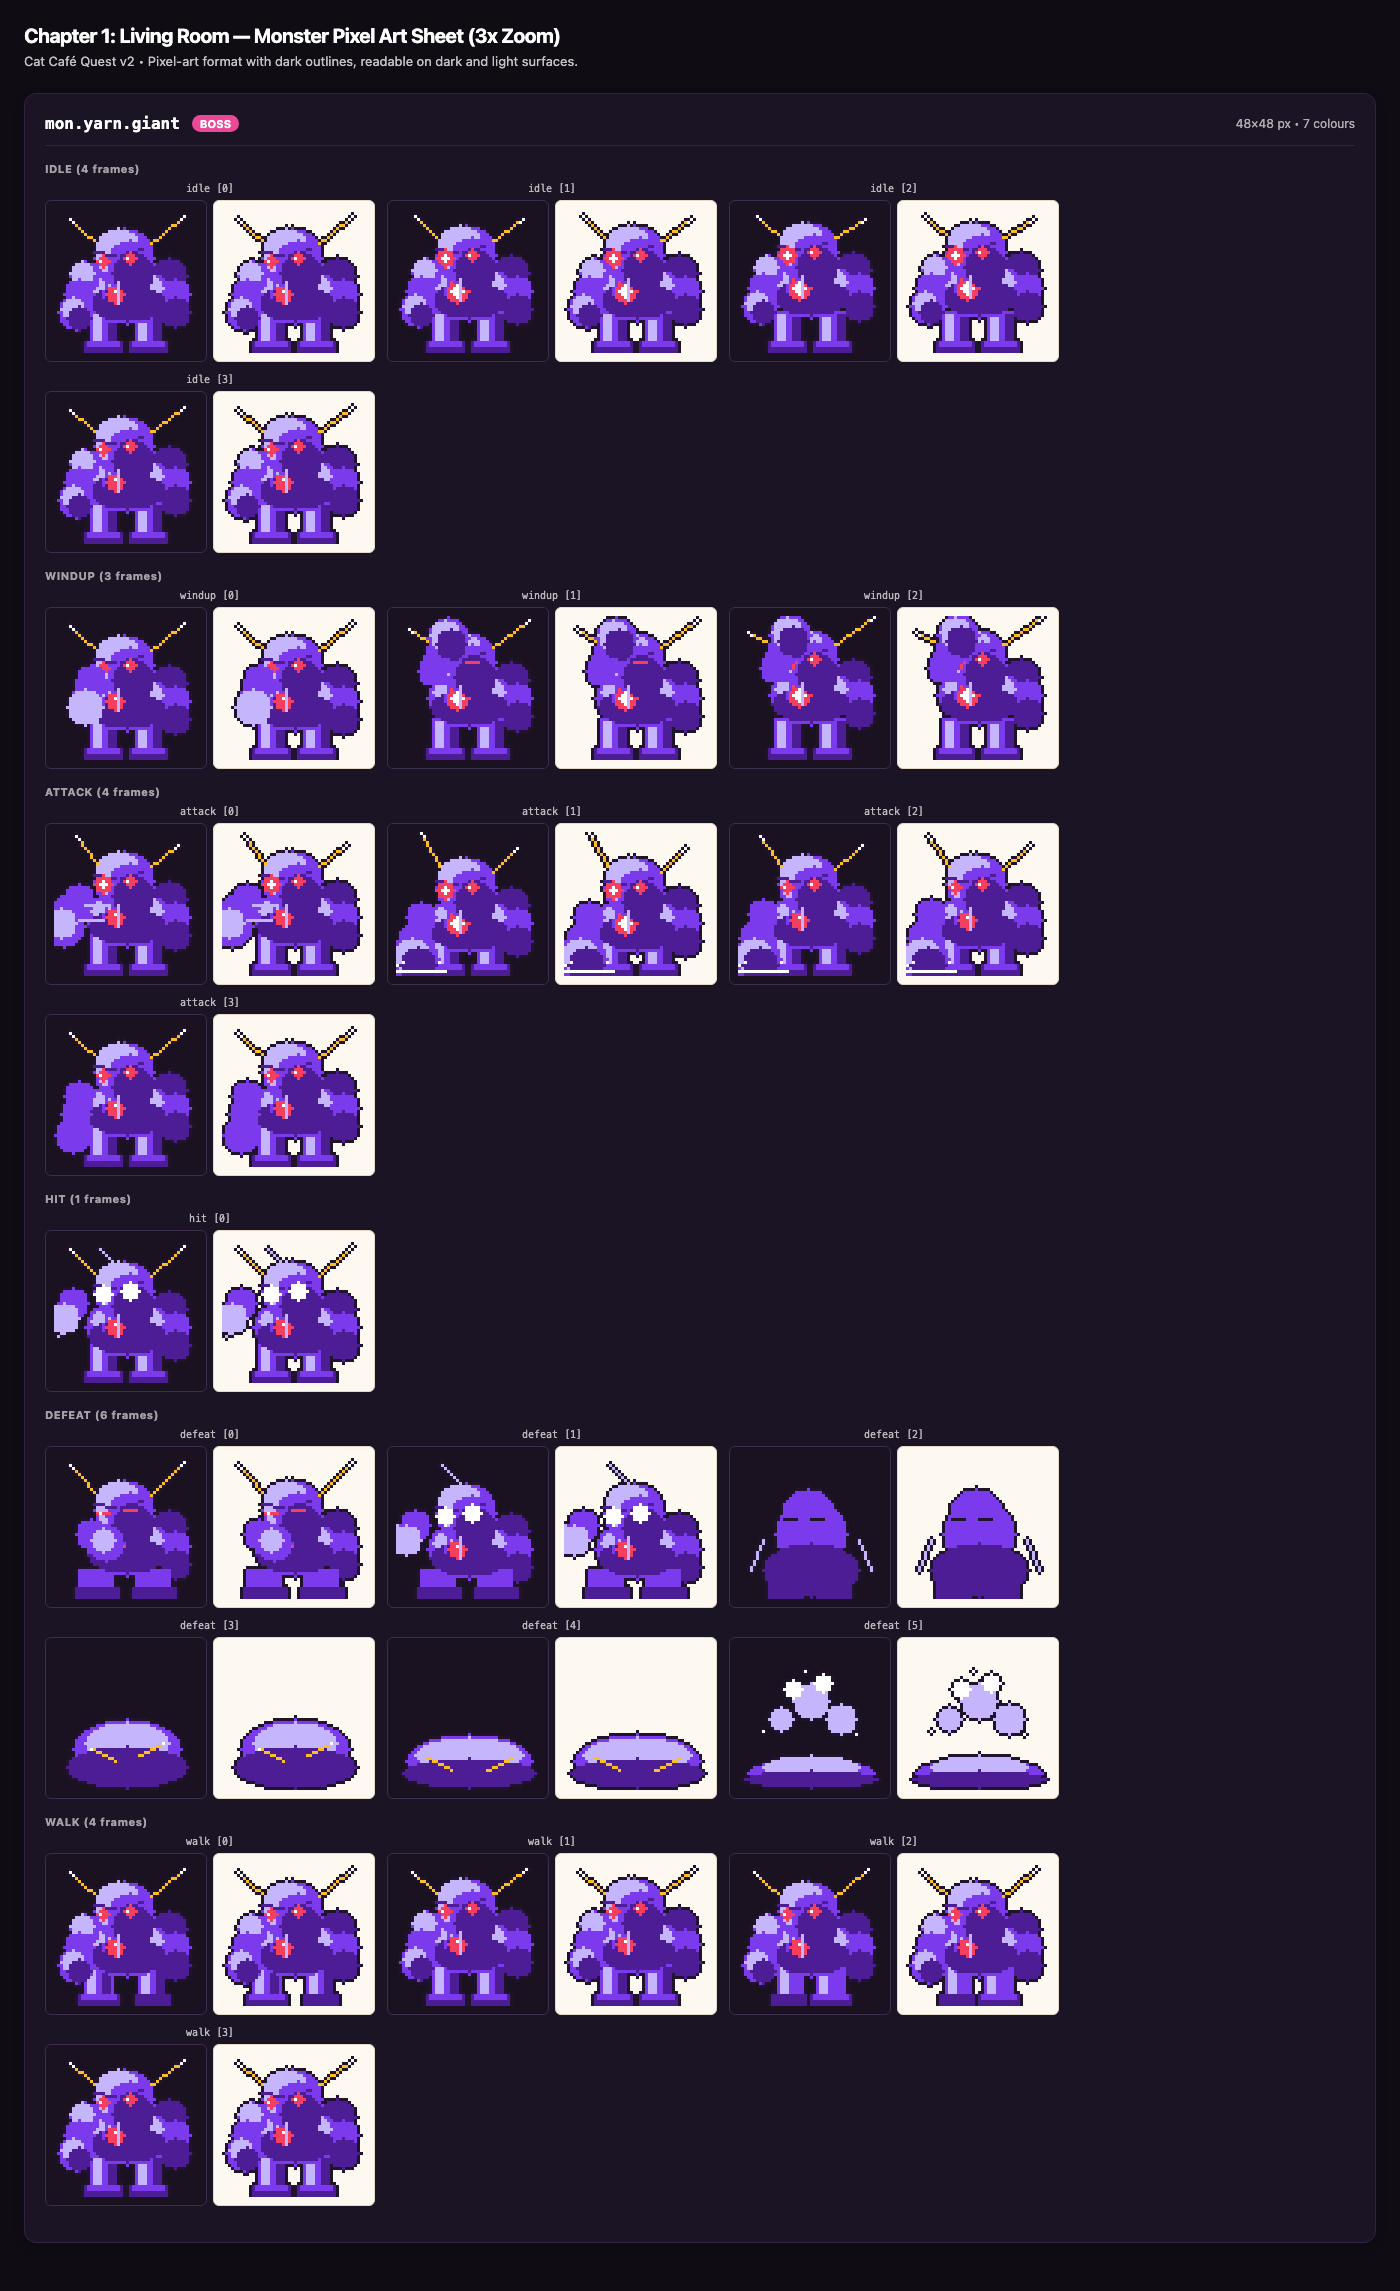 Chapter 1: Living Room — Monster Pixel Art Sheet (3x Zoom)
Cat Café Quest v2 • Pixel-art format with dark outlines, readable on dark and light surfaces.
mon.yarn.giant BOSS 48×48 px • 7 colours
IDLE (4 frames)
idle [0] idle [1] idle [2]
idle [3]
WINDUP (3 frames)
windup [0] windup [1] windup [2]
ATTACK (4 frames)
attack [0] attack [1] attack [2]
attack [3]
HIT (1 frames)
hit [0]
DEFEAT (6 frames)
defeat [0] defeat [1] defeat [2]
defeat [3] defeat [4] defeat [5]
WALK (4 frames)
walk [0] walk [1] walk [2]
walk [3]